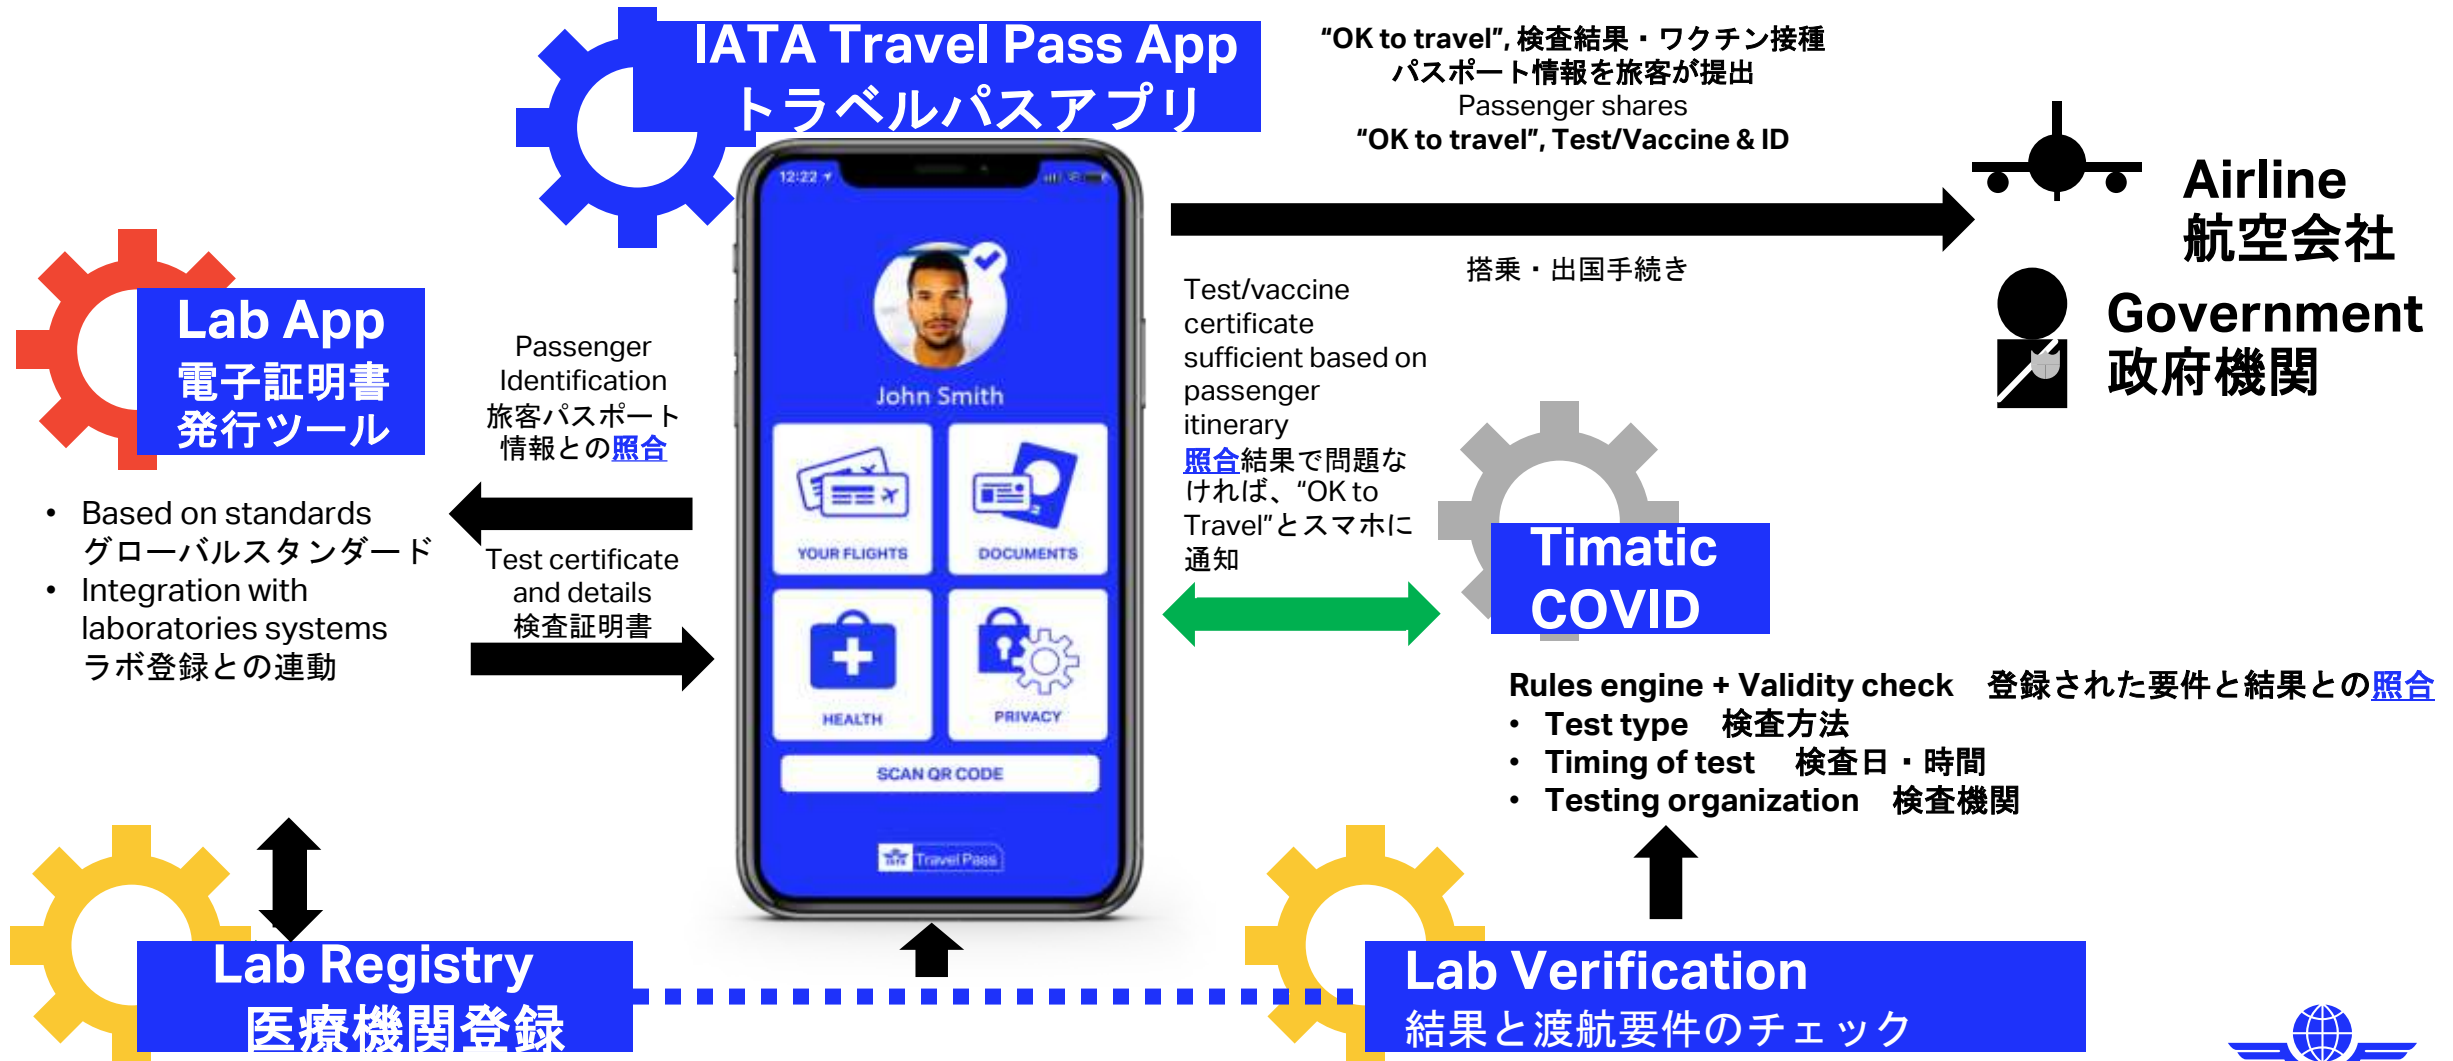 IATA Travel Pass App
トラベルパスアプリ
“OK to travel”, 検査結果・ワクチン接種
パスポート情報を旅客が提出
Passenger shares
“OK to travel”, Test/Vaccine & ID
Airline
航空会社
搭乗・出国手続き
Government
政府機関
Lab App
電子証明書
発行ツール
• Based on standards
グローバルスタンダード
• Integration with
laboratories systems
ラボ登録との連動
Passenger
Identification
旅客パスポート
情報との照合
Test certificate
and details
検査証明書
12:22
John Smith
YOUR FLIGHTS
DOCUMENTS
HEALTH
PRIVACY
SCAN QR CODE
IATA Travel Pass
Test/vaccine
certificate
sufficient based on
passenger
itinerary
照合結果で問題な
ければ、“OK to
Travel”とスマホに
通知
Timatic
COVID
Rules engine + Validity check 登録された要件と結果との照合
• Test type 検査方法
• Timing of test 検査日・時間
• Testing organization 検査機関
Lab Registry
医療機関登録
Lab Verification
結果と渡航要件のチェック